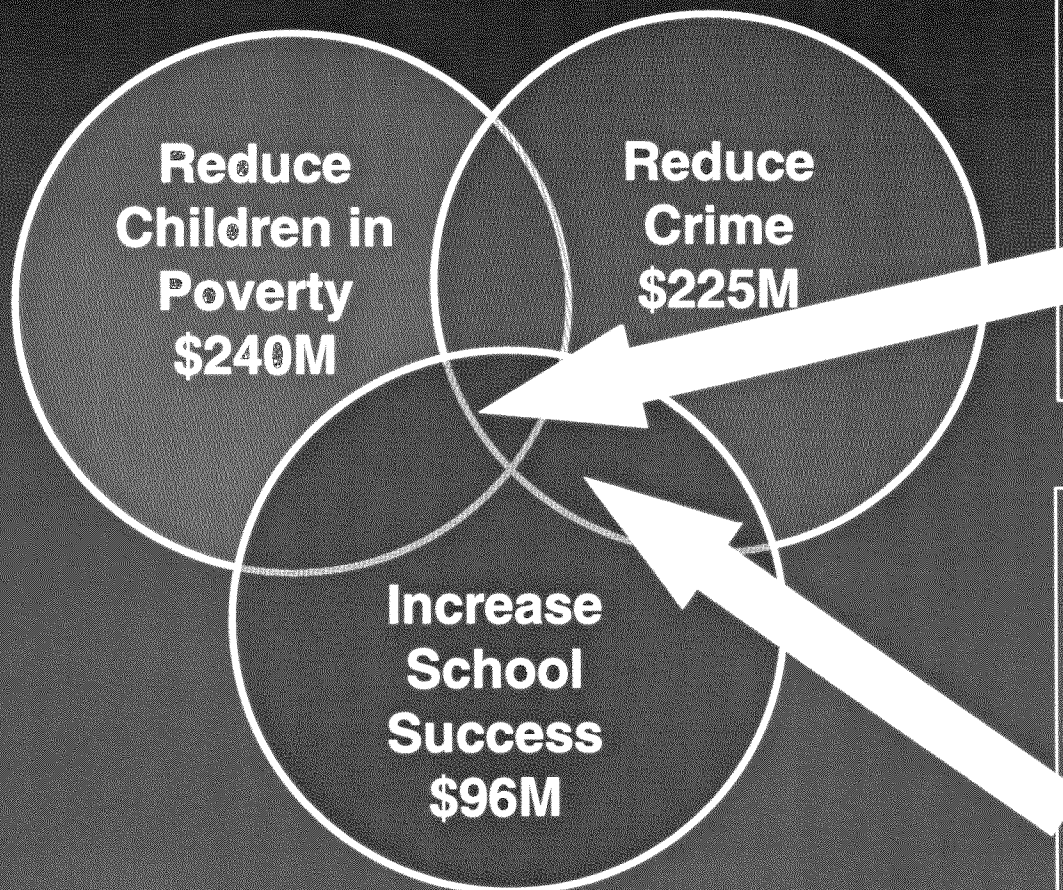 Reduce
Children in
Poverty
$240M
Reduce
Crime
$225M
Increase
School
Success
$96M